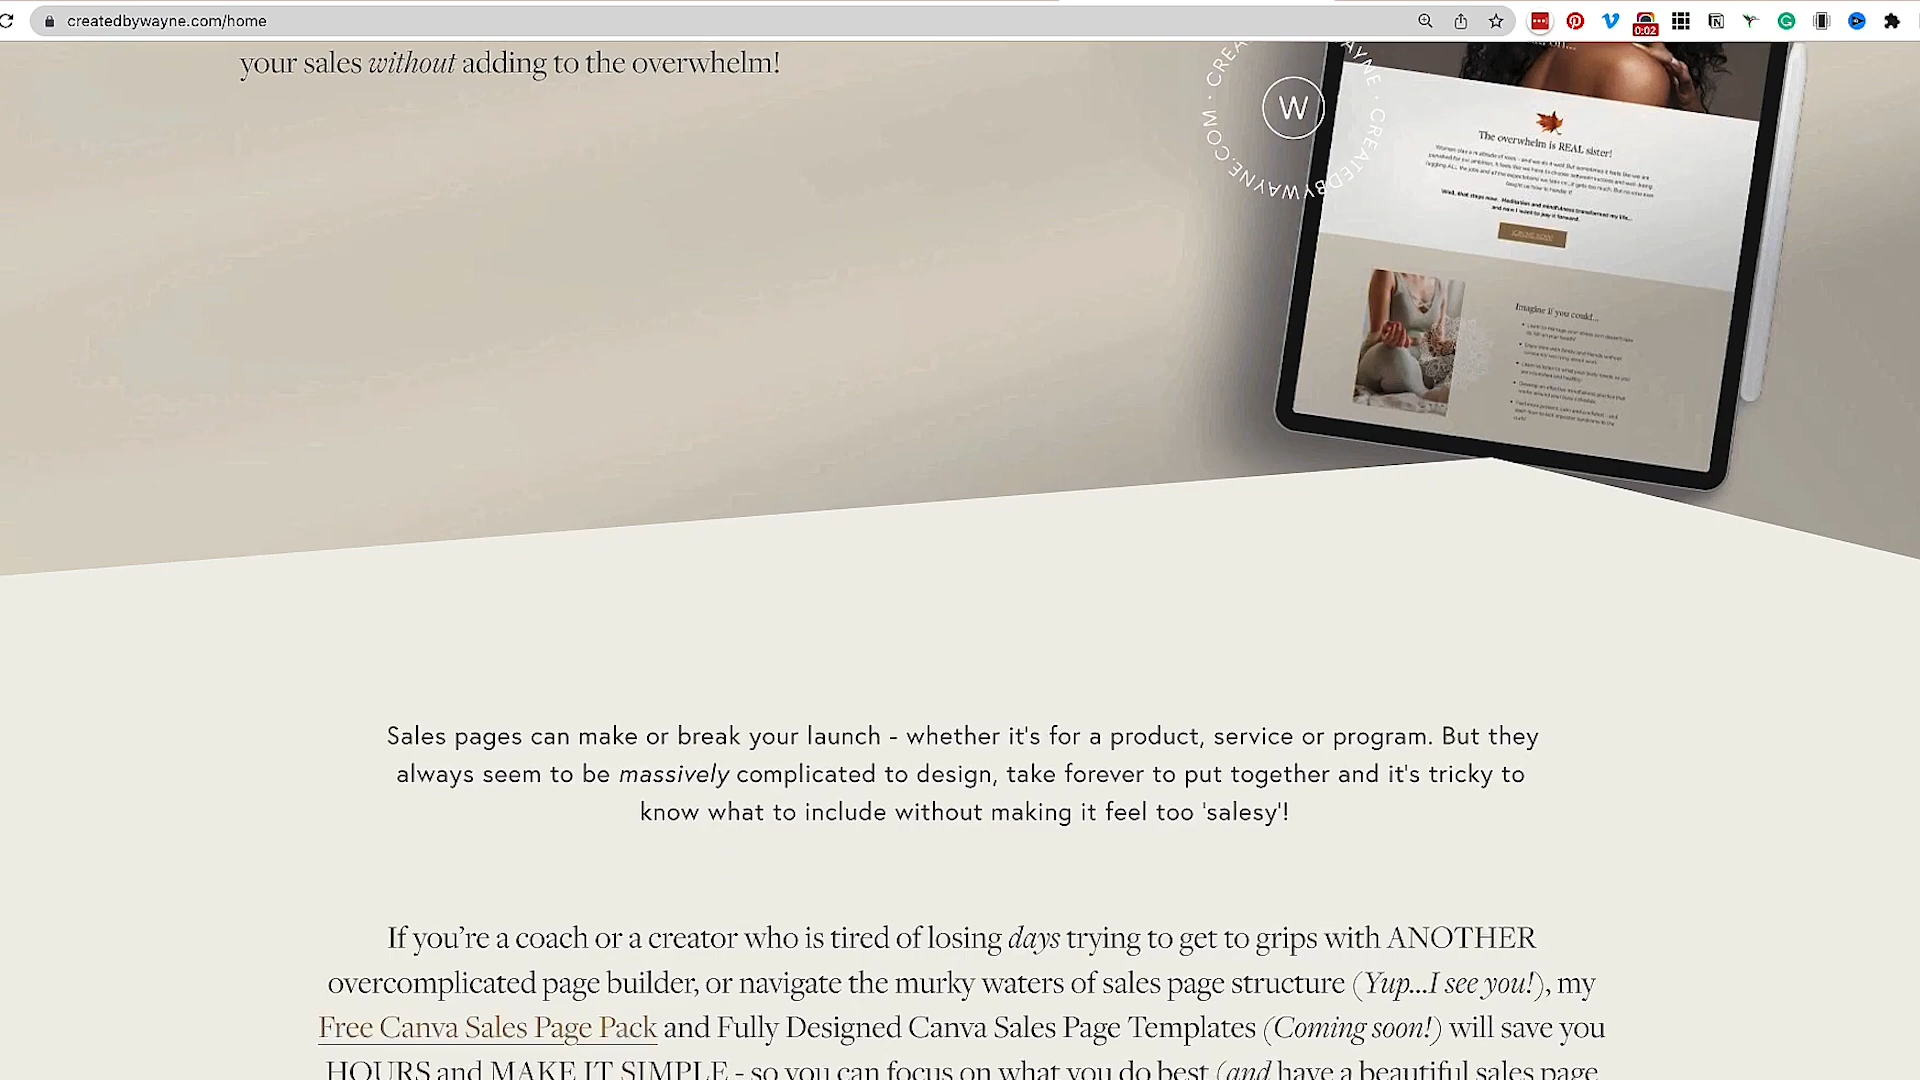 createdbywayne.com/home
0:02
your sales without adding to the overwhelm!
CREATEDBYWAYNE.COM
W
The overwhelm is REAL sister!
Imagine if you could...
Sales pages can make or break your launch - whether it's for a product, service or program. But they
always seem to be massively complicated to design, take forever to put together and it's tricky to
know what to include without making it feel too 'salesy'!
If you're a coach or a creator who is tired of losing days trying to get to grips with ANOTHER
overcomplicated page builder, or navigate the murky waters of sales page structure (Yup...I see you!), my
Free Canva Sales Page Pack and Fully Designed Canva Sales Page Templates (Coming soon!) will save you
HOURS and MAKE IT SIMPLE - so you can focus on what you do best (and have a beautiful sales page